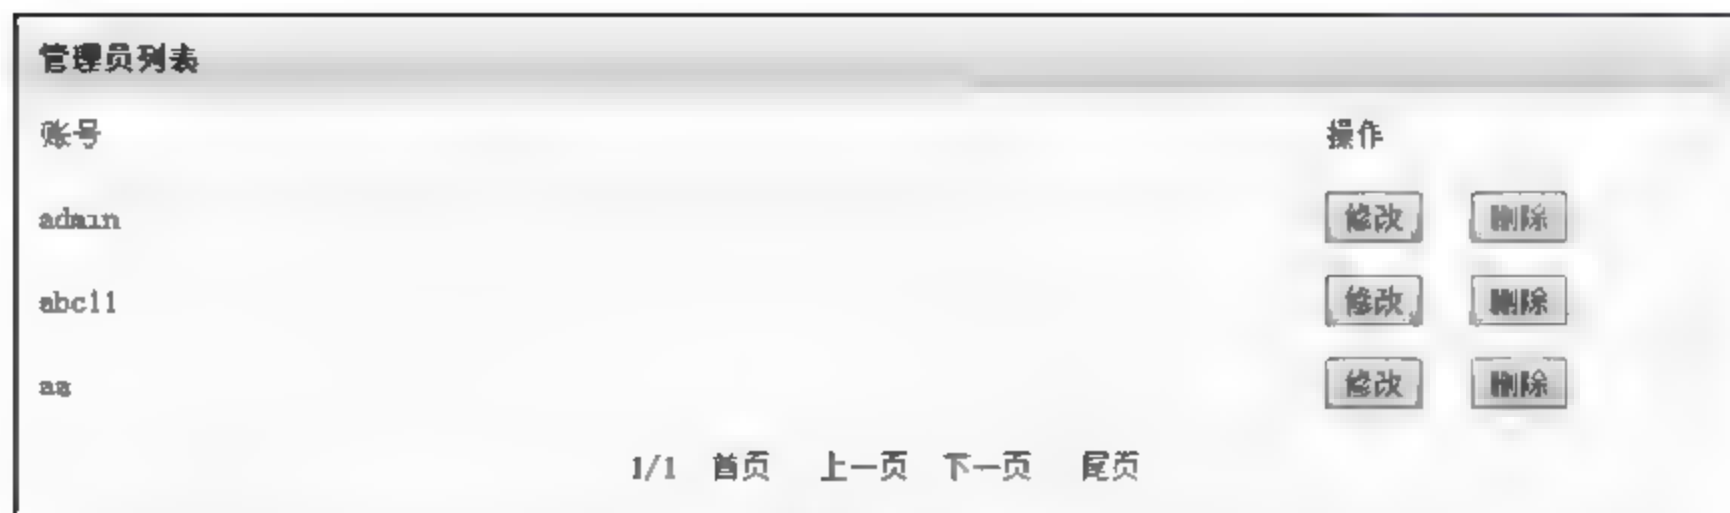 管理员列表
账号 操作
admin 修改 删除
abc11 修改 删除
aa 修改 删除
1/1 首页 上一页 下一页 尾页